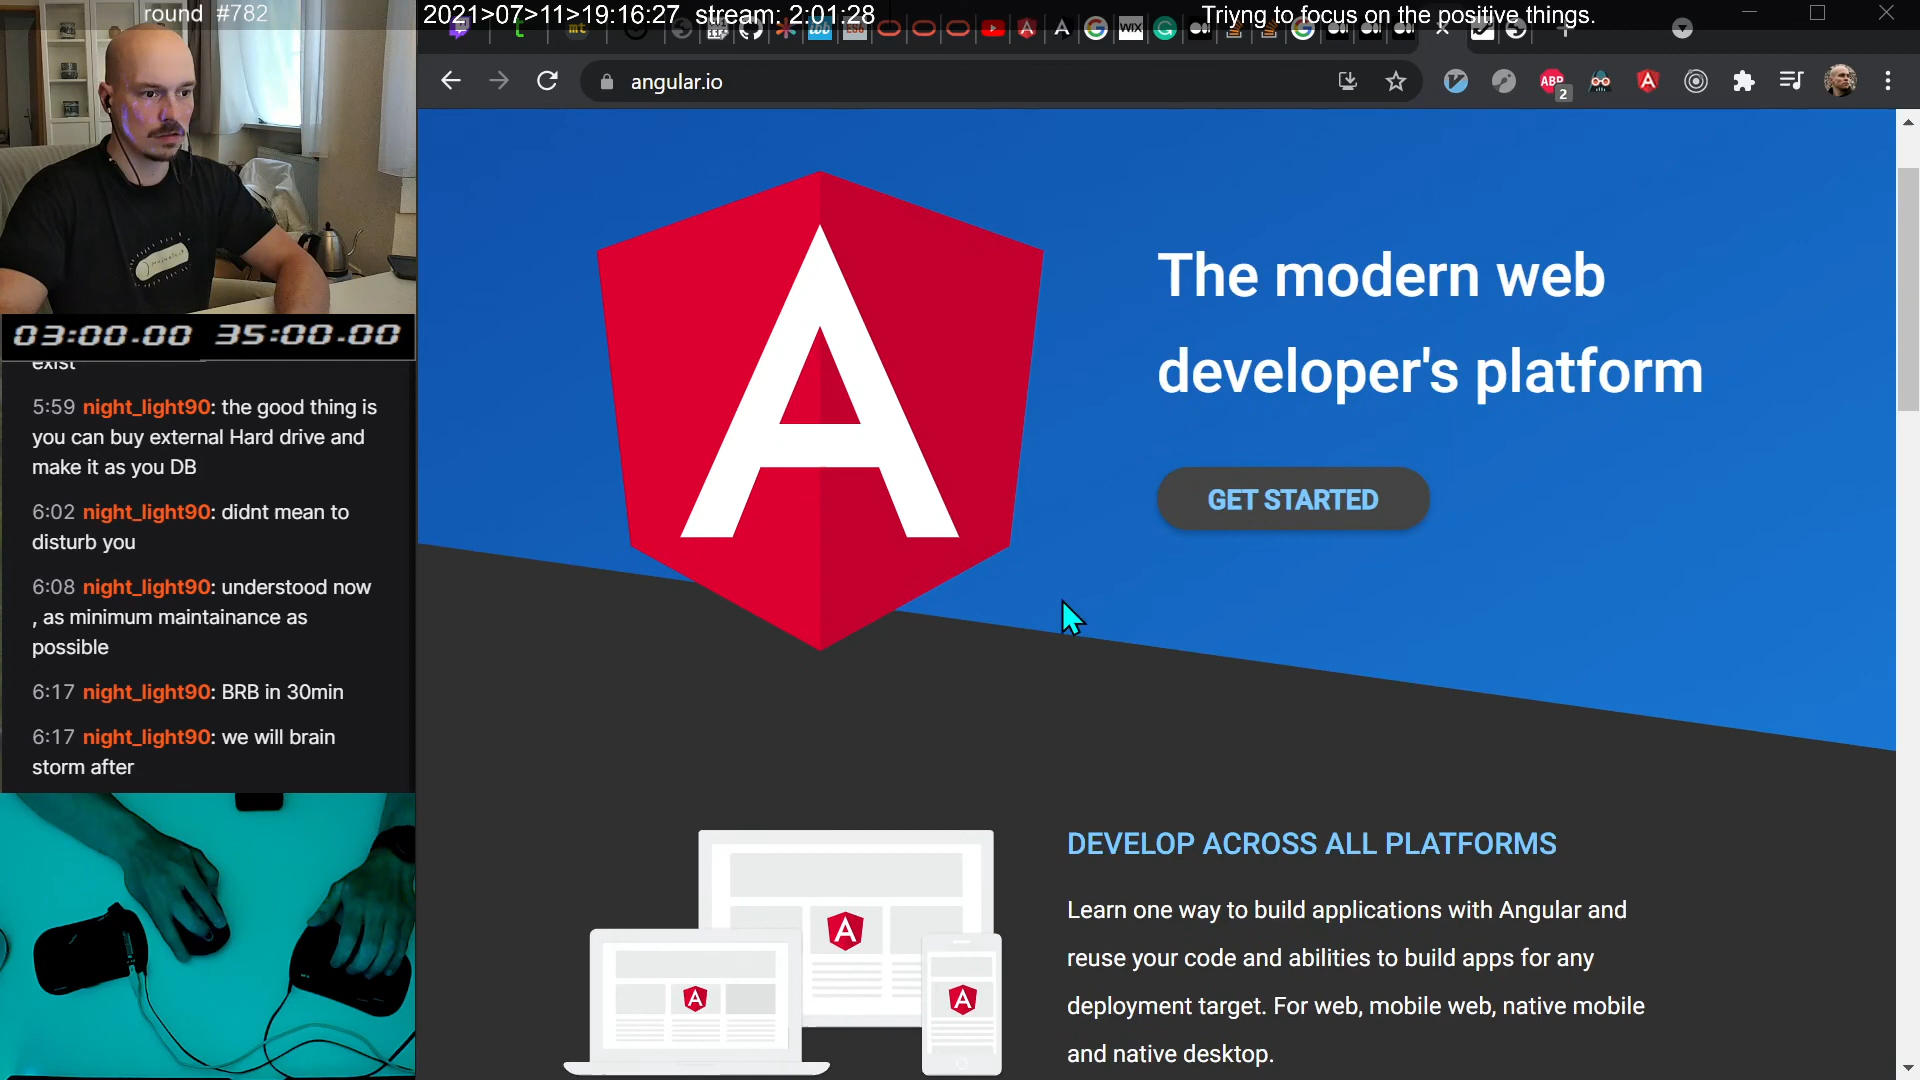 round #782
2021>07>11>19:16:27 stream: 2:01:28
Triyng to focus on the positive things.
angular.io
ABP
2
03:00.00 35:00.00
exist
5:59 night_light90: the good thing is
you can buy external Hard drive and
make it as you DB
6:02 night_light90: didnt mean to
disturb you
6:08 night_light90: understood now
, as minimum maintainance as
possible
6:17 night_light90: BRB in 30min
6:17 night_light90: we will brain
storm after
The modern web
developer's platform
GET STARTED
DEVELOP ACROSS ALL PLATFORMS
Learn one way to build applications with Angular and
reuse your code and abilities to build apps for any
deployment target. For web, mobile web, native mobile
and native desktop.